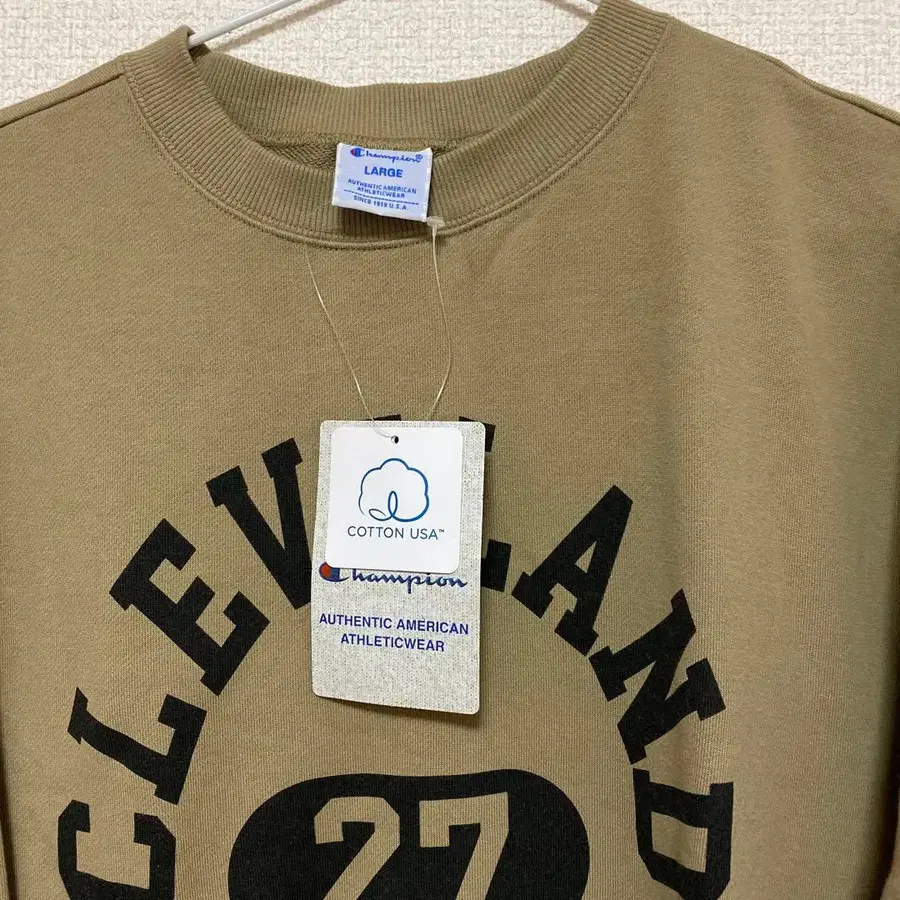 Champion®
LARGE
AUTHENTIC AMERICAN
ATHLETICWEAR
SINCE 1919 U.S.A.
COTTON USA™
Champion
AUTHENTIC AMERICAN
ATHLETICWEAR
CLEVELAND
27